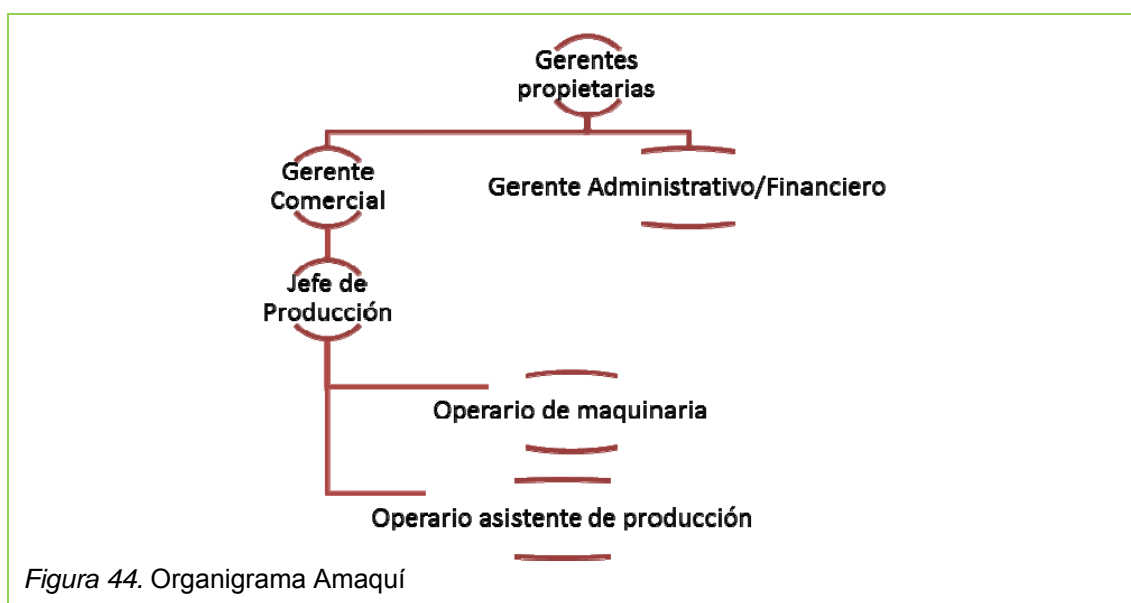 Gerentes
propietarias
Gerente
Comercial
Gerente Administrativo/Financiero
Jefe de
Producción
Operario de maquinaria
Operario asistente de producción
Figura 44. Organigrama Amaquí